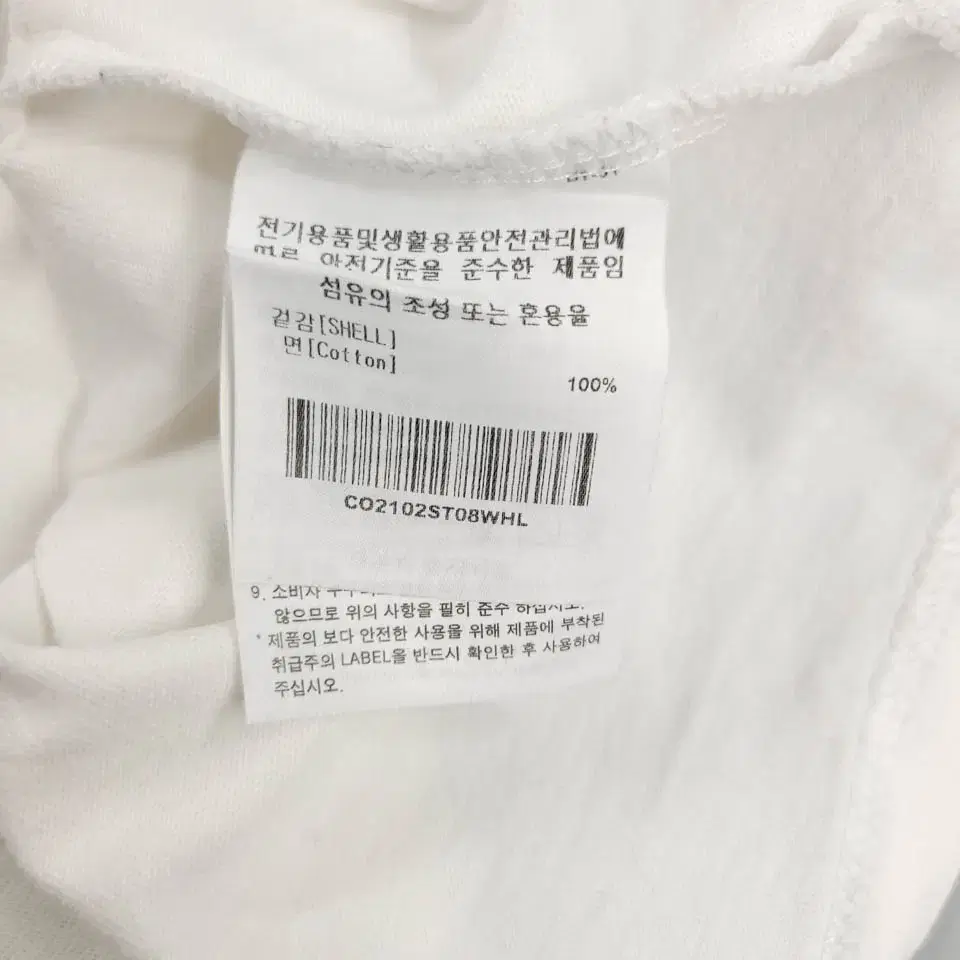 전기용품및생활용품안전관리법에
안전기준을 준수한 제품임
섬유의 조성 또는 혼용율
겉감[SHELL]
면[Cotton]
100%
CO2102ST08WHL
9. 소비자
않으므로 위의 사항을 필히 준수 하십시오.
* 제품의 보다 안전한 사용을 위해 제품에 부착된
취급주의 LABEL을 반드시 확인한 후 사용하여
주십시오.